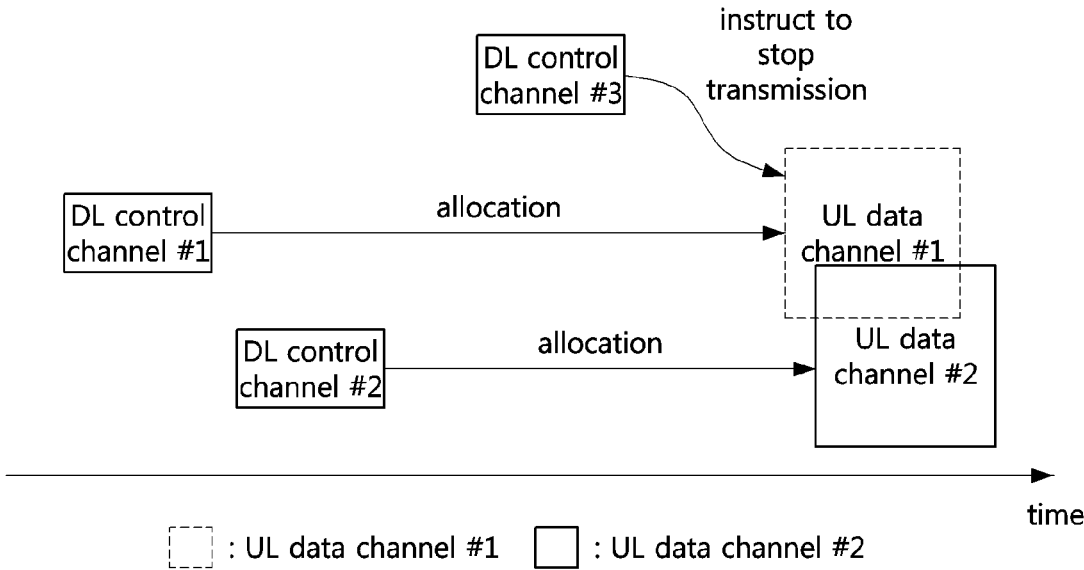 instruct to
stop
transmission
DL control
channel #3
DL control
channel #1
allocation
UL data
channel #1
DL control
channel #2
allocation
UL data
channel #2
time
: UL data channel #1
: UL data channel #2